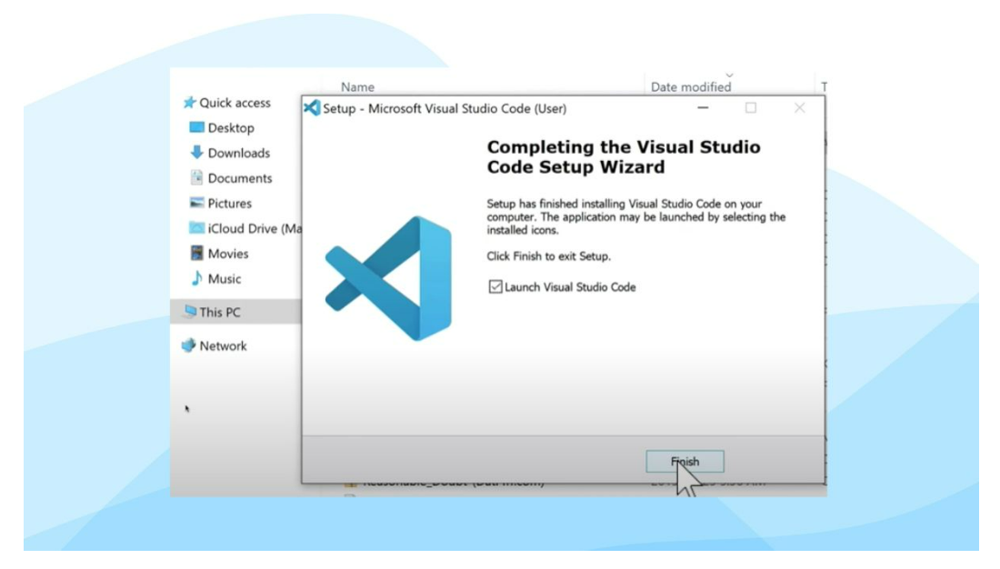 Name
Date modified
T
Quick access
Desktop
Downloads
Documents
Pictures
iCloud Drive (Ma
Movies
Music
This PC
Network
Setup - Microsoft Visual Studio Code (User)
Completing the Visual Studio
Code Setup Wizard
Setup has finished installing Visual Studio Code on your
computer. The application may be launched by selecting the
installed icons.
Click Finish to exit Setup.
Launch Visual Studio Code
Finish